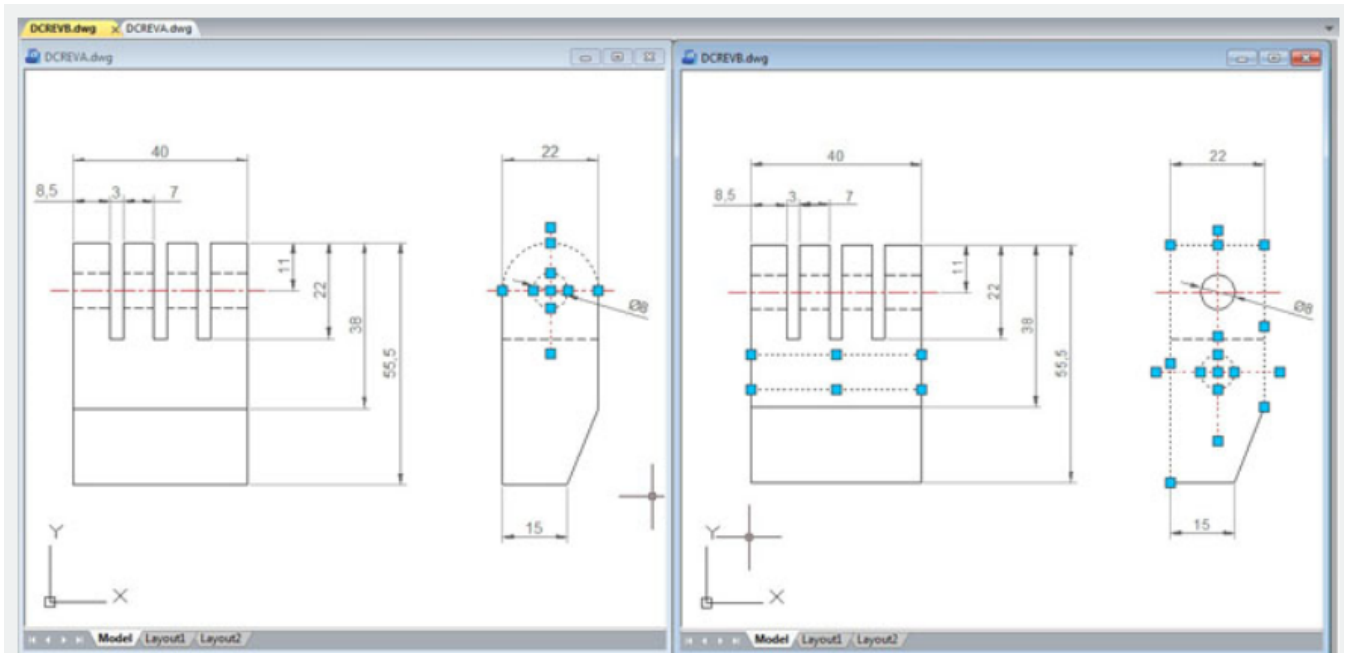 DCREVB.dwg DCREVA.dwg
DCREVA.dwg
40
22
8,5 3 7
11
22
Ø8
38
55,5
15
Y
X
Model Layout1 Layout2
DCREVB.dwg
40
22
8,5 3 7
11
22
Ø8
38
55,5
15
Y
X
Model Layout1 Layout2